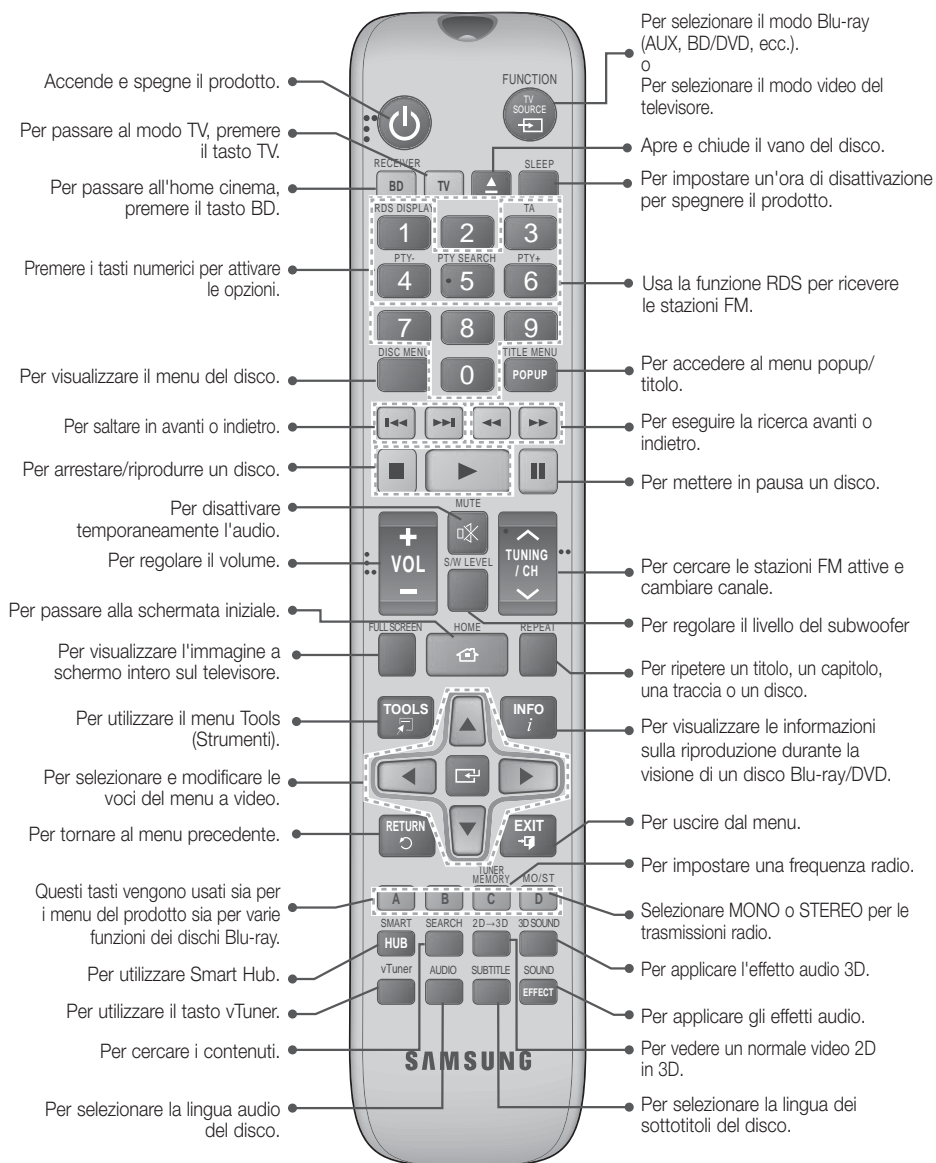 Per selezionare il modo Blu-ray
(AUX, BD/DVD, ecc.).
o
Per selezionare il modo video del
televisore.
Accende e spegne il prodotto.
FUNCTION
TV
SOURCE
Per passare al modo TV, premere
il tasto TV.
Apre e chiude il vano del disco.
RECEIVER
SLEEP
BD
TV
Per passare all'home cinema,
premere il tasto BD.
Per impostare un'ora di disattivazione
per spegnere il prodotto.
RDS DISPLAY
TA
1
2
3
PTY-
PTY SEARCH
PTY+
4
5
6
Premere i tasti numerici per attivare
le opzioni.
Usa la funzione RDS per ricevere
le stazioni FM.
7
8
9
DISC MENU
TITLE MENU
0
POPUP
Per visualizzare il menu del disco.
Per accedere al menu popup/
titolo.
Per saltare in avanti o indietro.
Per eseguire la ricerca avanti o
indietro.
Per arrestare/riprodurre un disco.
Per mettere in pausa un disco.
Per disattivare
temporaneamente l'audio.
MUTE
+
VOL
−
S/W LEVEL
TUNING
/ CH
Per regolare il volume.
Per cercare le stazioni FM attive e
cambiare canale.
Per passare alla schermata iniziale.
Per regolare il livello del subwoofer
FULL SCREEN
HOME
REPEAT
Per visualizzare l'immagine a
schermo intero sul televisore.
Per ripetere un titolo, un capitolo,
una traccia o un disco.
TOOLS
INFO
i
Per utilizzare il menu Tools
(Strumenti).
Per visualizzare le informazioni
sulla riproduzione durante la
visione di un disco Blu-ray/DVD.
Per selezionare e modificare le
voci del menu a video.
RETURN
EXIT
Per tornare al menu precedente.
Per uscire dal menu.
Per impostare una frequenza radio.
TUNER
MEMORY
MO/ST
A
B
C
D
Questi tasti vengono usati sia per
i menu del prodotto sia per varie
funzioni dei dischi Blu-ray.
Selezionare MONO o STEREO per le
trasmissioni radio.
SMART
SEARCH
2D→3D
3D SOUND
HUB
Per utilizzare Smart Hub.
Per applicare l'effetto audio 3D.
vTuner
AUDIO
SUBTITLE
SOUND
EFFECT
Per utilizzare il tasto vTuner.
Per applicare gli effetti audio.
Per cercare i contenuti.
Per vedere un normale video 2D
in 3D.
SAMSUNG
Per selezionare la lingua audio
del disco.
Per selezionare la lingua dei
sottotitoli del disco.